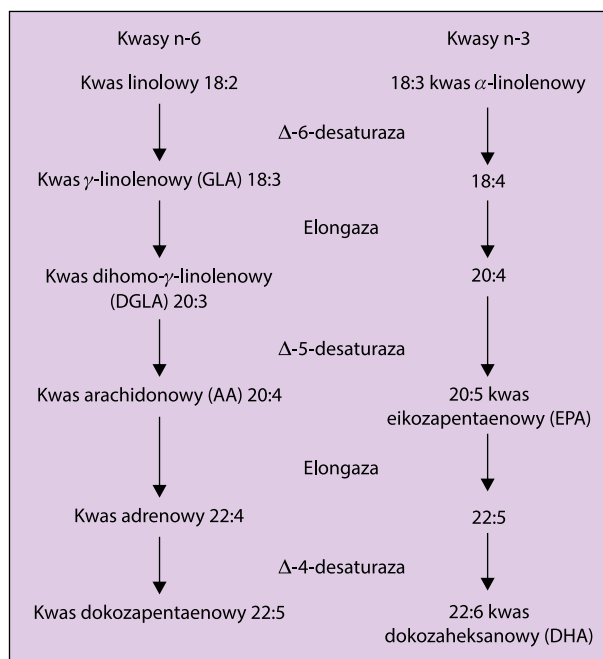 Kwasy n-6 Kwasy n-3
Kwas linolowy 18:2 18:3 kwas α-linolenowy
Δ-6-desaturaza
Kwas γ-linolenowy (GLA) 18:3 18:4
Elongaza
Kwas dihomo-γ-linolenowy
(DGLA) 20:3
20:4
Δ-5-desaturaza
Kwas arachidonowy (AA) 20:4
20:5 kwas
eikozapentaenowy (EPA)
Elongaza
Kwas adrenowy 22:4 22:5
Δ-4-desaturaza
Kwas dokozapentaenowy 22:5
22:6 kwas
dokozaheksanowy (DHA)